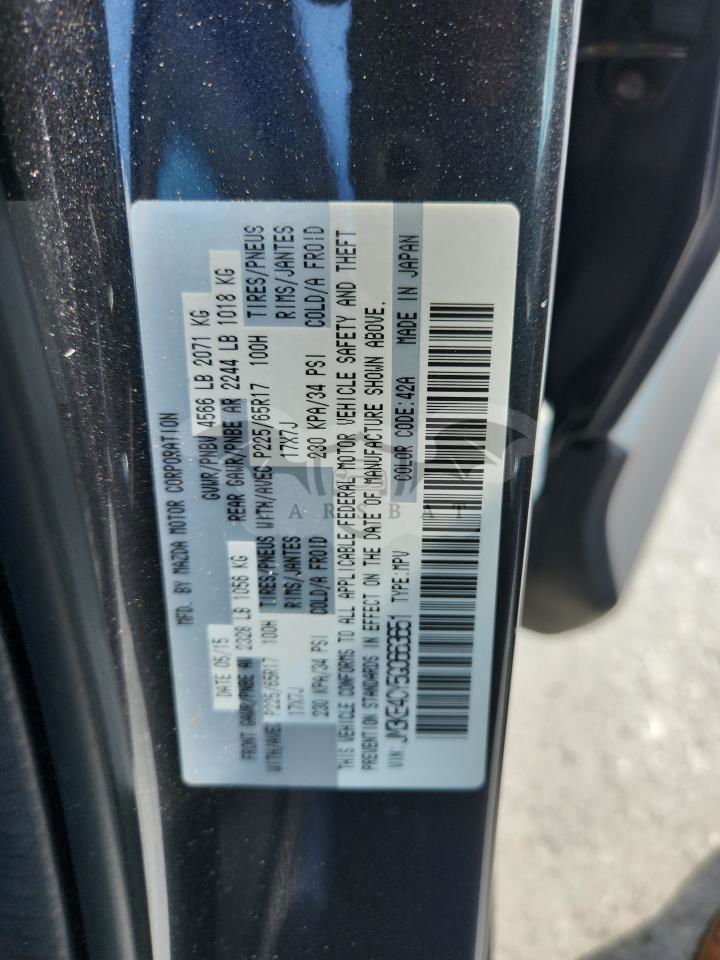 MFD. BY MAZDA MOTOR CORPORATION
DATE 05/15 GVWR/PNBV 4566 LB 2071 KG
FRONT GAWR/PNBE AV 2328 LB 1056 KG REAR GAWR/PNBE AR 2244 LB 1018 KG
WITH/AVEC P225/65R17 100H TIRES/PNEUS WITH/AVEC P225/65R17 100H TIRES/PNEUS
17X7J RIMS/JANTES 17X7J RIMS/JANTES
230 KPA/34 PSI COLD/A FROID 230 KPA/34 PSI COLD/A FROID
THIS VEHICLE CONFORMS TO ALL APPLICABLE FEDERAL MOTOR VEHICLE SAFETY AND THEFT
PREVENTION STANDARDS IN EFFECT ON THE DATE OF MANUFACTURE SHOWN ABOVE.
VIN: JM3KE4CY5G0663651 TYPE: MPV COLOR CODE: 42A MADE IN JAPAN
ARSBAT